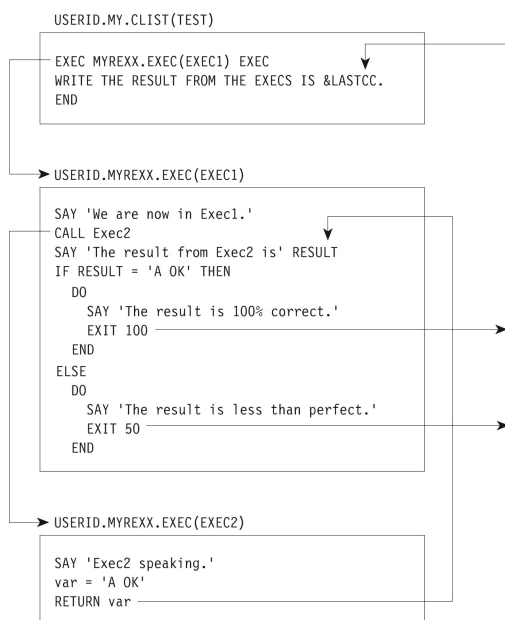 USERID.MY.CLIST(TEST)
EXEC MYREXX.EXEC(EXEC1) EXEC
WRITE THE RESULT FROM THE EXECS IS &LASTCC.
END
USERID.MYREXX.EXEC(EXEC1)
SAY 'We are now in Exec1.'
CALL Exec2
SAY 'The result from Exec2 is' RESULT
IF RESULT = 'A OK' THEN
DO
SAY 'The result is 100% correct.'
EXIT 100
END
ELSE
DO
SAY 'The result is less than perfect.'
EXIT 50
END
USERID.MYREXX.EXEC(EXEC2)
SAY 'Exec2 speaking.'
var = 'A OK'
RETURN var